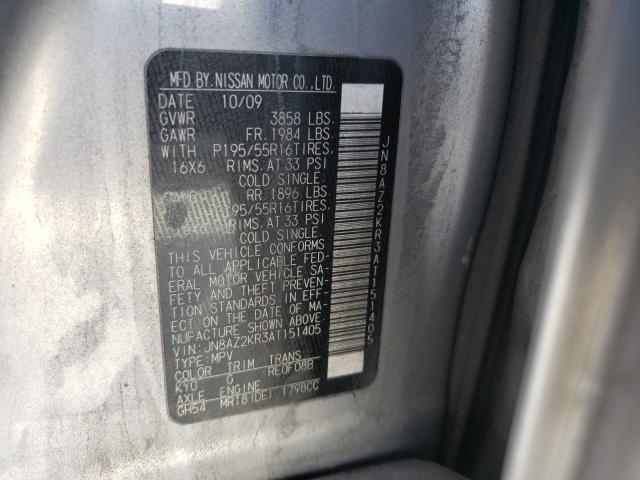 MFD BY.NISSAN MOTOR CO.,LTD.
DATE 10/09
GVWR 3858 LBS.
GAWR FR. 1984 LBS.
WITH P195/55R16TIRES.
16X6 RIMS.AT 33 PSI
COLD SINGLE.
RR. 1896 LBS.
195/55R16TIRES.
RIMS.AT 33 PSI
COLD SINGLE.
THIS VEHICLE CONFORMS
TO ALL APPLICABLE FED-
ERAL MOTOR VEHICLE SA-
FETY AND THEFT PREVEN-
TION STANDARDS IN EFF-
ECT ON THE DATE OF MA-
NUFACTURE SHOWN ABOVE.
VIN:JN8AZ2KR3AT151405
TYPE:MPV
COLOR TRIM TRANS
KY0 G RE0F08B
AXLE ENGINE
GH54 MRT8(DE) 1798CC
JN8AZ2KR3AT151405